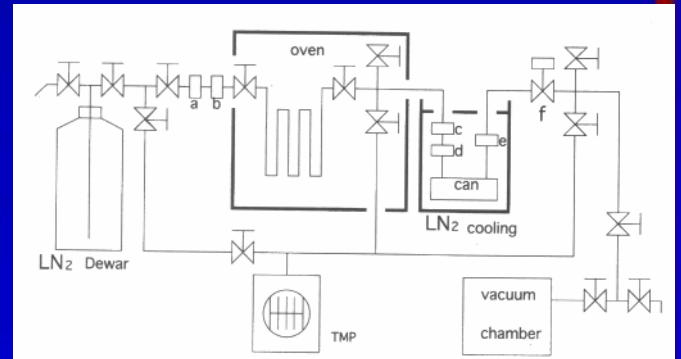 oven
a
b
c
d
e
f
can
LN2 cooling
LN2 Dewar
TMP
vacuum
chamber